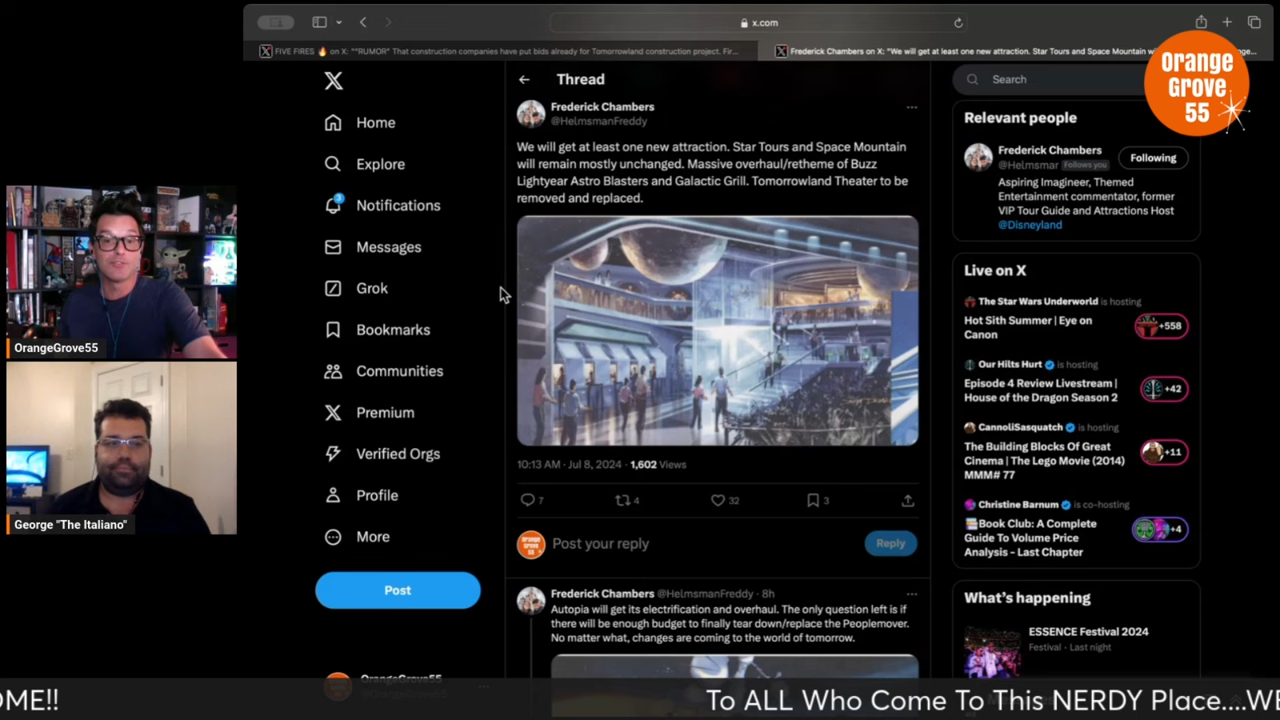 x.com
FIVE FIRES 🔥 on X: "*RUMOR* That construction companies have put bids already for Tomorrowland construction project. Fir...
Frederick Chambers on X: "We will get at least one new attraction. Star Tours and Space Mountain
Orange
Grove
55
Home
Explore
3
Notifications
Messages
Grok
Bookmarks
Communities
Premium
Verified Orgs
Profile
More
Post
OrangeGrove55
Thread
Frederick Chambers
@HelmsmanFreddy
We will get at least one new attraction. Star Tours and Space Mountain
will remain mostly unchanged. Massive overhaul/retheme of Buzz
Lightyear Astro Blasters and Galactic Grill. Tomorrowland Theater to be
removed and replaced.
10:13 AM · Jul 8, 2024 · 1,602 Views
7 4 32 3
Post your reply
Reply
Frederick Chambers @HelmsmanFreddy · 8h
Autopia will get its electrification and overhaul. The only question left is if
there will be enough budget to finally tear down/replace the Peoplemover.
No matter what, changes are coming to the world of tomorrow.
Search
Relevant people
Frederick Chambers
@Helmsmar Follows you
Following
Aspiring Imagineer, Themed
Entertainment commentator, former
VIP Tour Guide and Attractions Host
@Disneyland
Live on X
The Star Wars Underworld is hosting
Hot Sith Summer | Eye on
Canon
+558
Our Hilts Hurt is hosting
Episode 4 Review Livestream |
House of the Dragon Season 2
+42
CannoliSasquatch is hosting
The Building Blocks Of Great
Cinema | The Lego Movie (2014)
MMM# 77
+11
Christine Barnum is co-hosting
📚Book Club: A Complete
Guide To Volume Price
Analysis - Last Chapter
+4
What's happening
ESSENCE Festival 2024
Festival · Last night
OrangeGrove55
George "The Italiano"
OME!! To ALL Who Come To This NERDY Place....WE